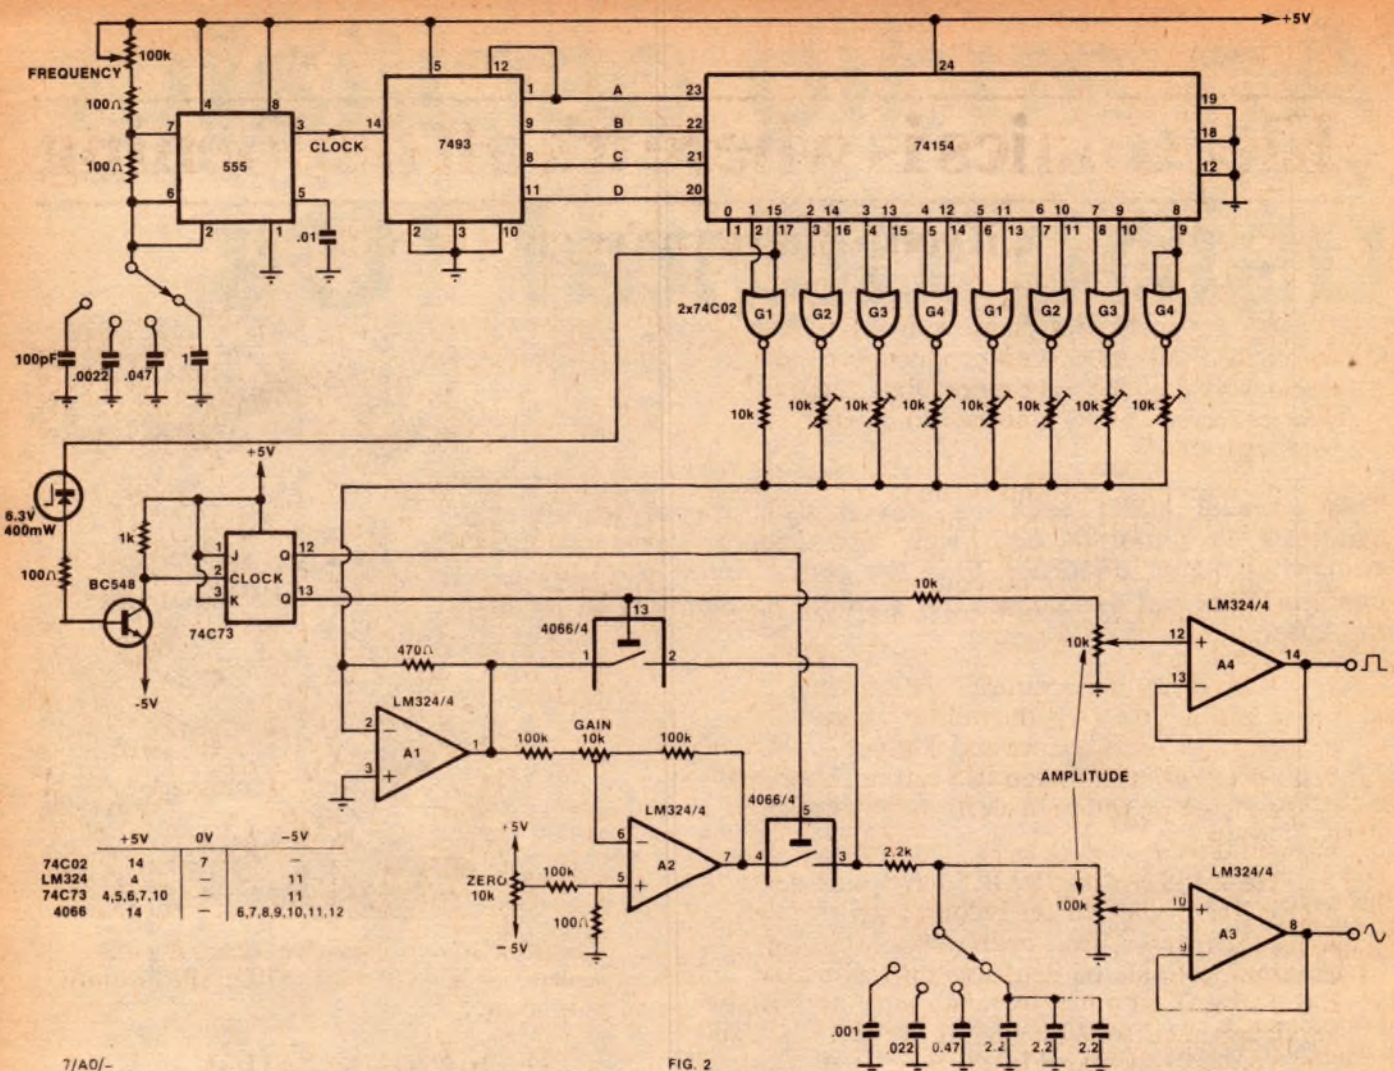 +5V
100k
FREQUENCY
100Ω
100Ω
7
6
4
8
555
3
CLOCK
5
2
1
.01
14
5
12
1
9
8
11
7493
2
3
10
A
B
C
D
24
23
22
21
20
74154
19
18
12
0
1
15
2
14
3
13
4
12
5
11
6
10
7
9
8
1
2
17
3
16
4
15
5
14
6
13
7
11
8
10
9
2x74C02
G1
G2
G3
G4
G1
G2
G3
G4
10k
10k
10k
10k
10k
10k
10k
10k
100pF
.0022
.047
1
+5V
6.3V
400mW
1k
100Ω
BC548
1
J
Q
12
2
CLOCK
3
K
Q
13
74C73
-5V
470Ω
4066/4
13
1
2
10k
10k
LM324/4
12
+
A4
14
13
−
LM324/4
2
−
A1
1
3
+
GAIN
100k
10k
100k
AMPLITUDE
4066/4
5
4
3
LM324/4
6
−
A2
7
5
+
+5V
ZERO
10k
100k
100Ω
−5V
2.2k
100k
LM324/4
10
+
A3
8
9
−
+5V 0V −5V
74C02 14 7 −
LM324 4 − 11
74C73 4,5,6,7,10 − 11
4066 14 − 6,7,8,9,10,11,12
.001
.022
0.47
2.2
2.2
2.2
7/A0/−
FIG. 2